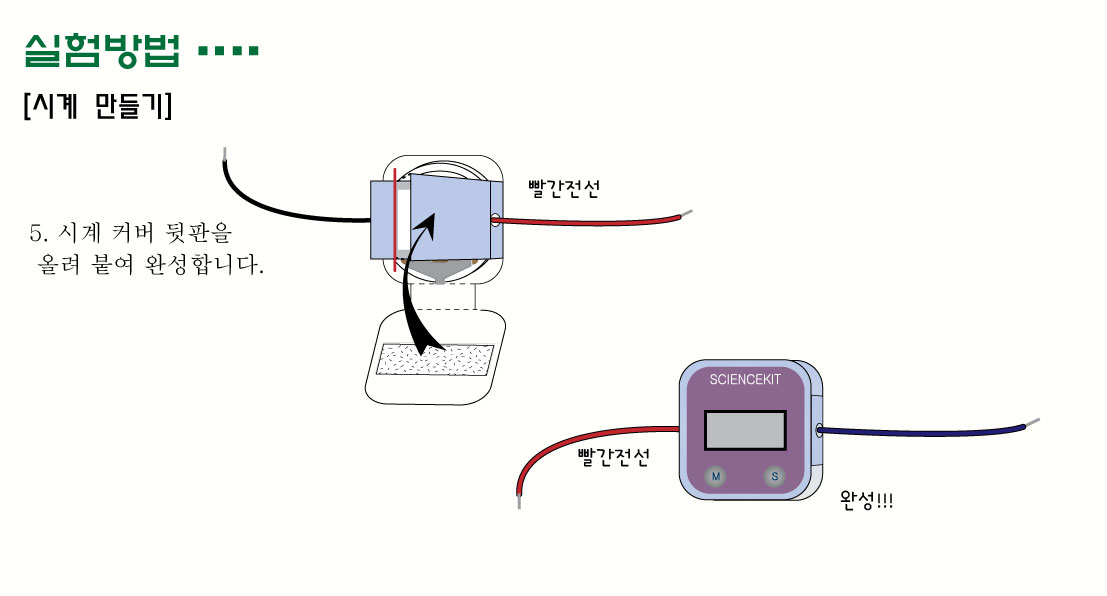 실험방법 ▪▪▪▪
[시계 만들기]
빨간전선
5. 시계 커버 뒷판을
올려 붙여 완성합니다.
SCIENCEKIT
빨간전선
M S
완성!!!